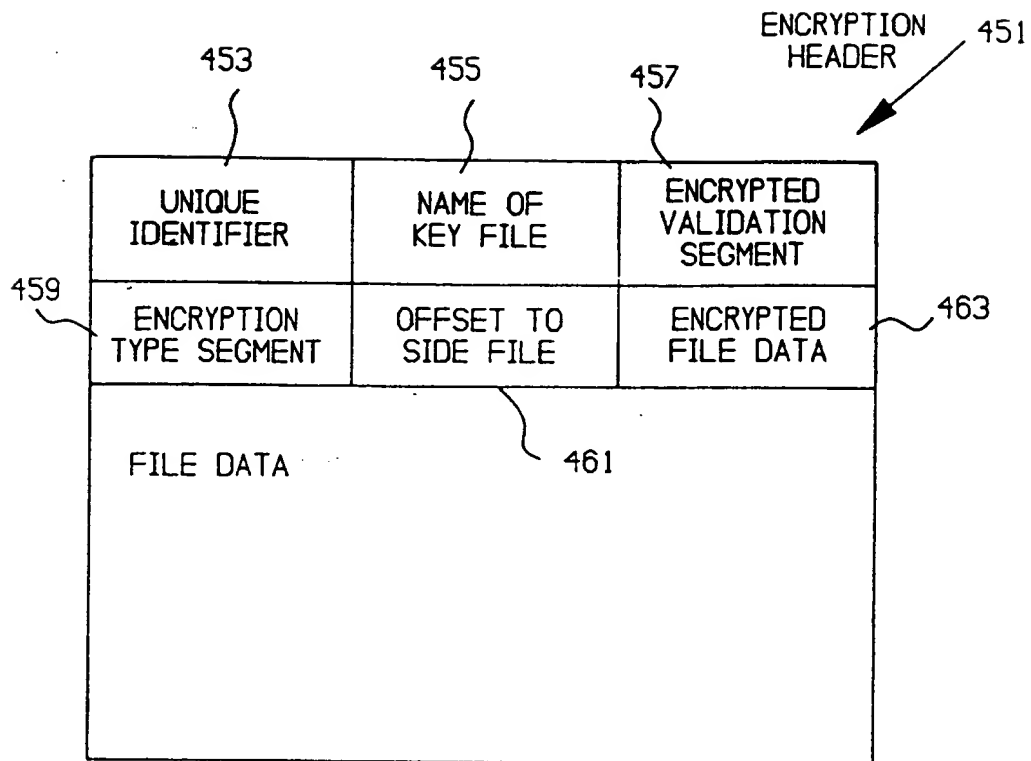 ENCRYPTION
HEADER
451
453
455
457
UNIQUE
IDENTIFIER
NAME OF
KEY FILE
ENCRYPTED
VALIDATION
SEGMENT
459
ENCRYPTION
TYPE SEGMENT
OFFSET TO
SIDE FILE
ENCRYPTED
FILE DATA
463
FILE DATA
461